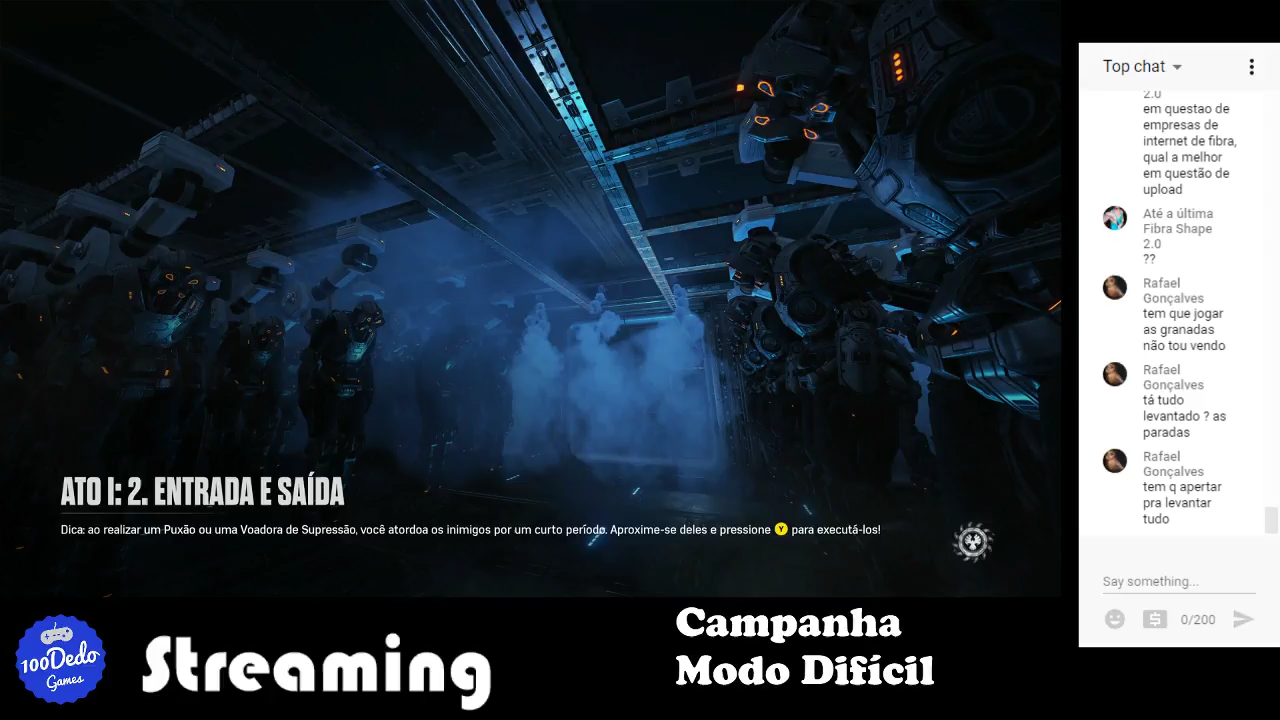 Top chat
2.0
em questao de
empresas de
internet de fibra,
qual a melhor
em questão de
upload
Até a última
Fibra Shape
2.0
??
Rafael
Gonçalves
tem que jogar
as granadas
não tou vendo
Rafael
Gonçalves
tá tudo
levantado ? as
paradas
Rafael
Gonçalves
tem q apertar
pra levantar
tudo
Say something...
0/200
ATO I: 2. ENTRADA E SAÍDA
Dica: ao realizar um Puxão ou uma Voadora de Supressão, você atordoa os inimigos por um curto período. Aproxime-se deles e pressione Y para executá-los!
100Dedo
Games
Streaming
Campanha
Modo Difícil